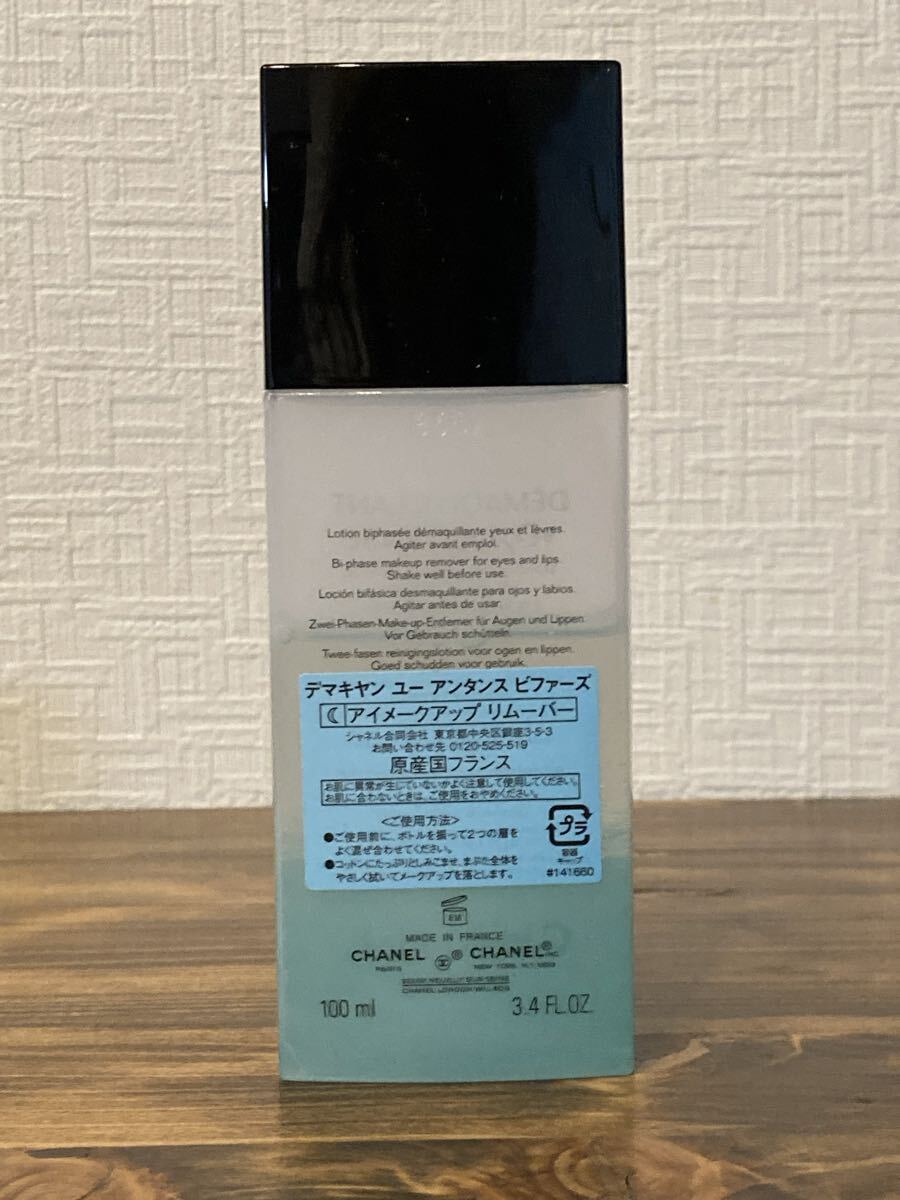 Lotion biphasée démaquillante yeux et lèvres.
Agiter avant emploi.
Bi-phase makeup remover for eyes and lips.
Shake well before use.
Loción bifásica desmaquillante para ojos y labios.
Agitar antes de usar.
Zwei-Phasen-Make-up-Entferner für Augen und Lippen.
Vor Gebrauch schütteln.
Twee-fasen reinigingslotion voor ogen en lippen.
Goed schudden voor gebruik.
デマキヤン ユー アンタンス ビファーズ
アイメークアップ リムーバー
シャネル合同会社 東京都中央区銀座3-5-3
お問い合わせ先 0120-525-519
原産国フランス
お肌に異常が生じていないかよく注意して使用してください。
お肌に合わないときは、ご使用をおやめください。
<ご使用方法>
●ご使用前に、ボトルを振って2つの層を
よく混ぜ合わせてください。
●コットンにたっぷりとしみこませ、まぶた全体を
やさしく拭いてメークアップを落とします。
プラ
容器
キャップ
#141660
6M
MADE IN FRANCE
CHANEL ® CHANEL®
PARIS
100 ml 3.4 FL.OZ.